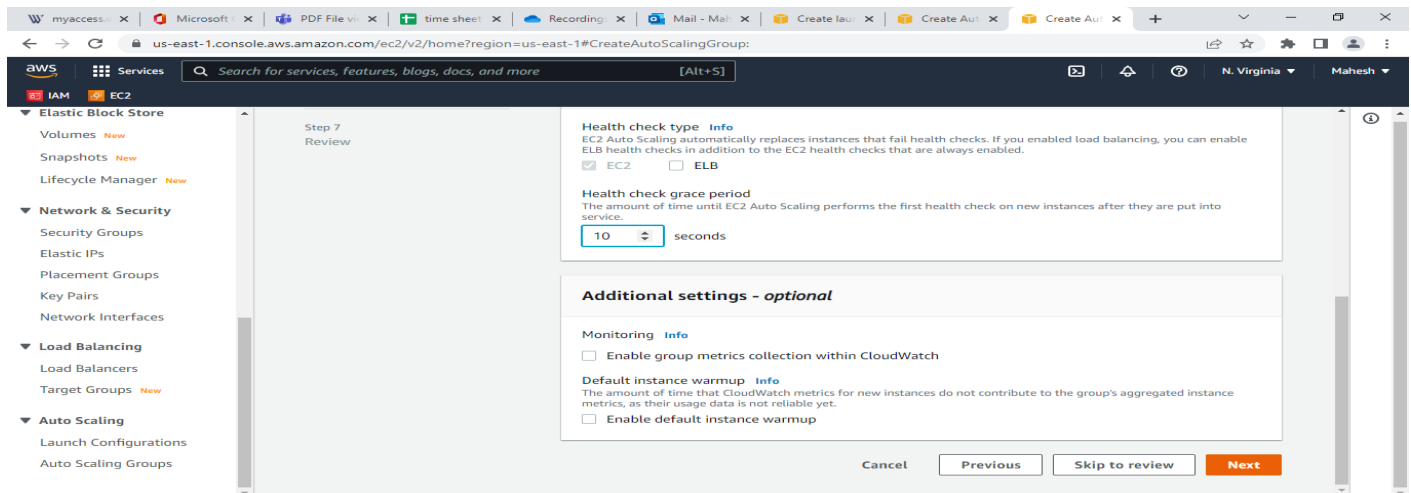 myaccess.
Microsoft
PDF File vi
time sheet
Recording
Mail - Mah
Create lau
Create Aut
Create Aut
us-east-1.console.aws.amazon.com/ec2/v2/home?region=us-east-1#CreateAutoScalingGroup:
aws Services Search for services, features, blogs, docs, and more [Alt+S] N. Virginia Mahesh
IAM EC2
Elastic Block Store
Volumes New
Snapshots New
Lifecycle Manager New
Network & Security
Security Groups
Elastic IPs
Placement Groups
Key Pairs
Network Interfaces
Load Balancing
Load Balancers
Target Groups New
Auto Scaling
Launch Configurations
Auto Scaling Groups
Step 7
Review
Health check type Info
EC2 Auto Scaling automatically replaces instances that fail health checks. If you enabled load balancing, you can enable
ELB health checks in addition to the EC2 health checks that are always enabled.
EC2 ELB
Health check grace period
The amount of time until EC2 Auto Scaling performs the first health check on new instances after they are put into
service.
10 seconds
Additional settings - optional
Monitoring Info
Enable group metrics collection within CloudWatch
Default instance warmup Info
The amount of time that CloudWatch metrics for new instances do not contribute to the group's aggregated instance
metrics, as their usage data is not reliable yet.
Enable default instance warmup
Cancel Previous Skip to review Next